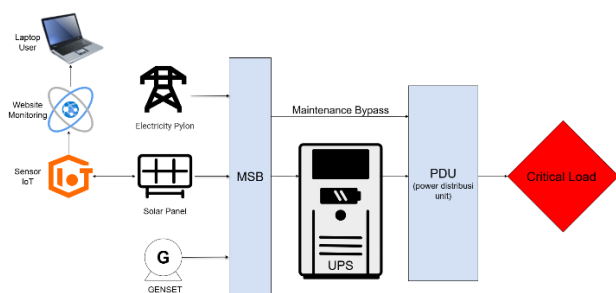 Laptop
User
Website
Monitoring
Sensor
IoT
IoT
Electricity Pylon
Solar Panel
G
GENSET
MSB
Maintenance Bypass
UPS
PDU
(power distribusi
unit)
Critical Load